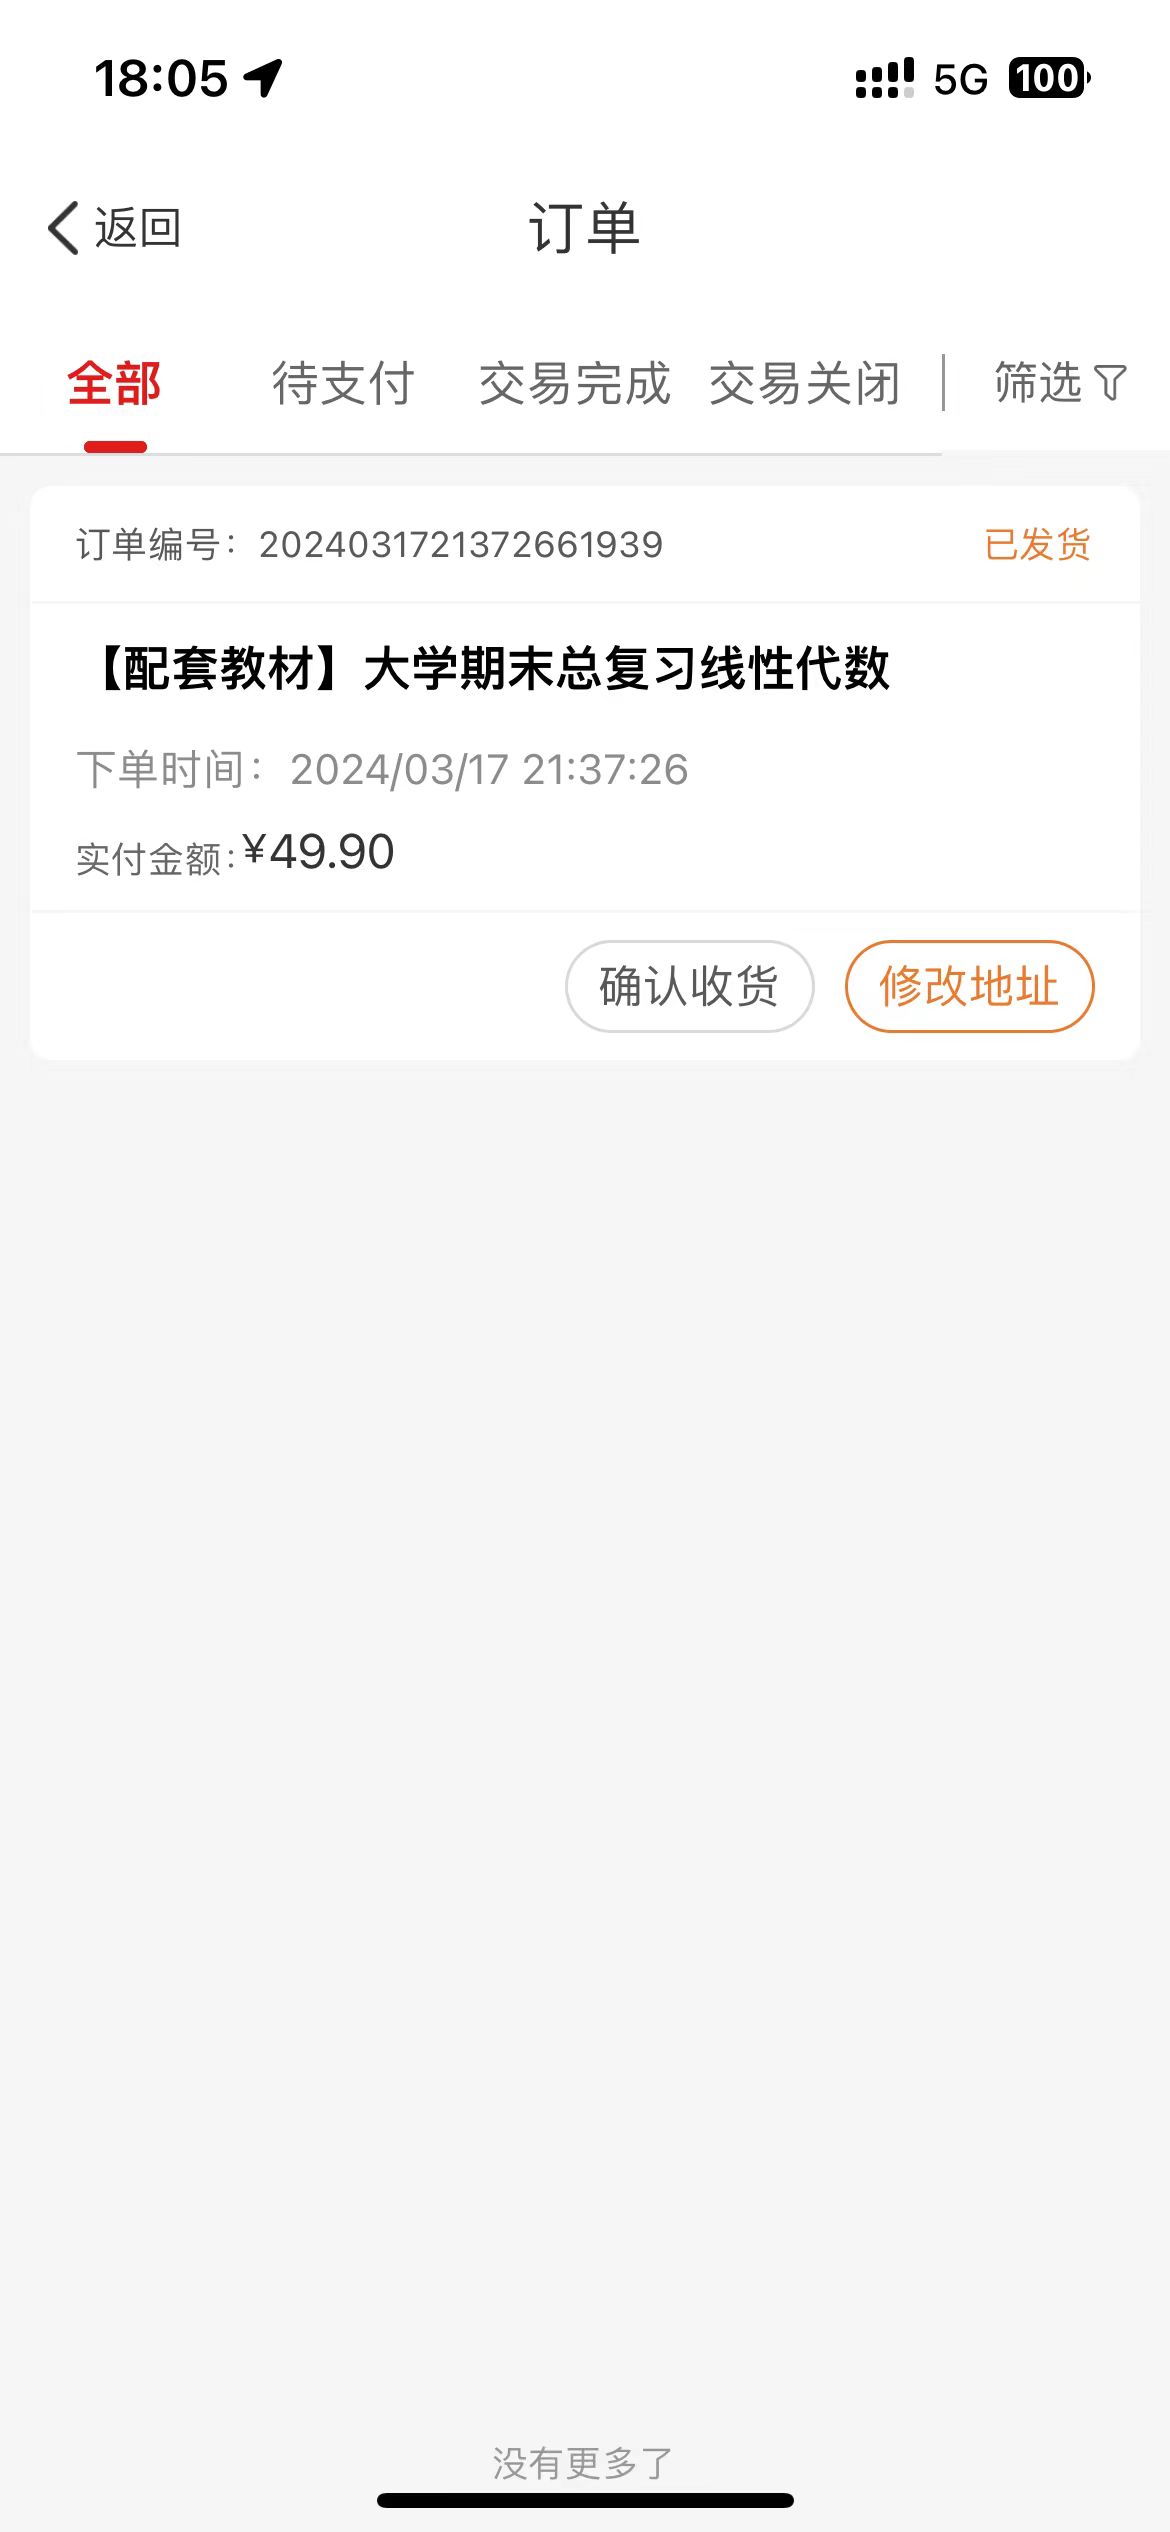 18:05 5G 100
返回 订单
全部 待支付 交易完成 交易关闭 筛选
订单编号：2024031721372661939 已发货
【配套教材】大学期末总复习线性代数
下单时间：2024/03/17 21:37:26
实付金额:¥49.90
确认收货 修改地址
没有更多了